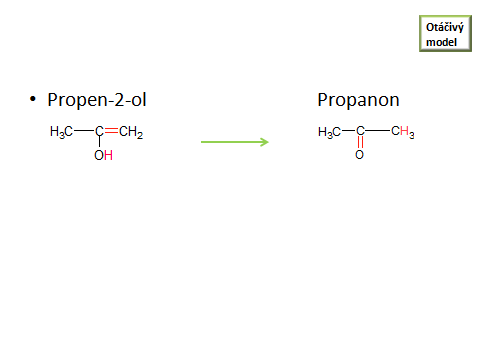 Otáčivý
model
• Propen-2-ol
Propanon
H₃C—C=CH₂
OH
H₃C—C—CH₃
O